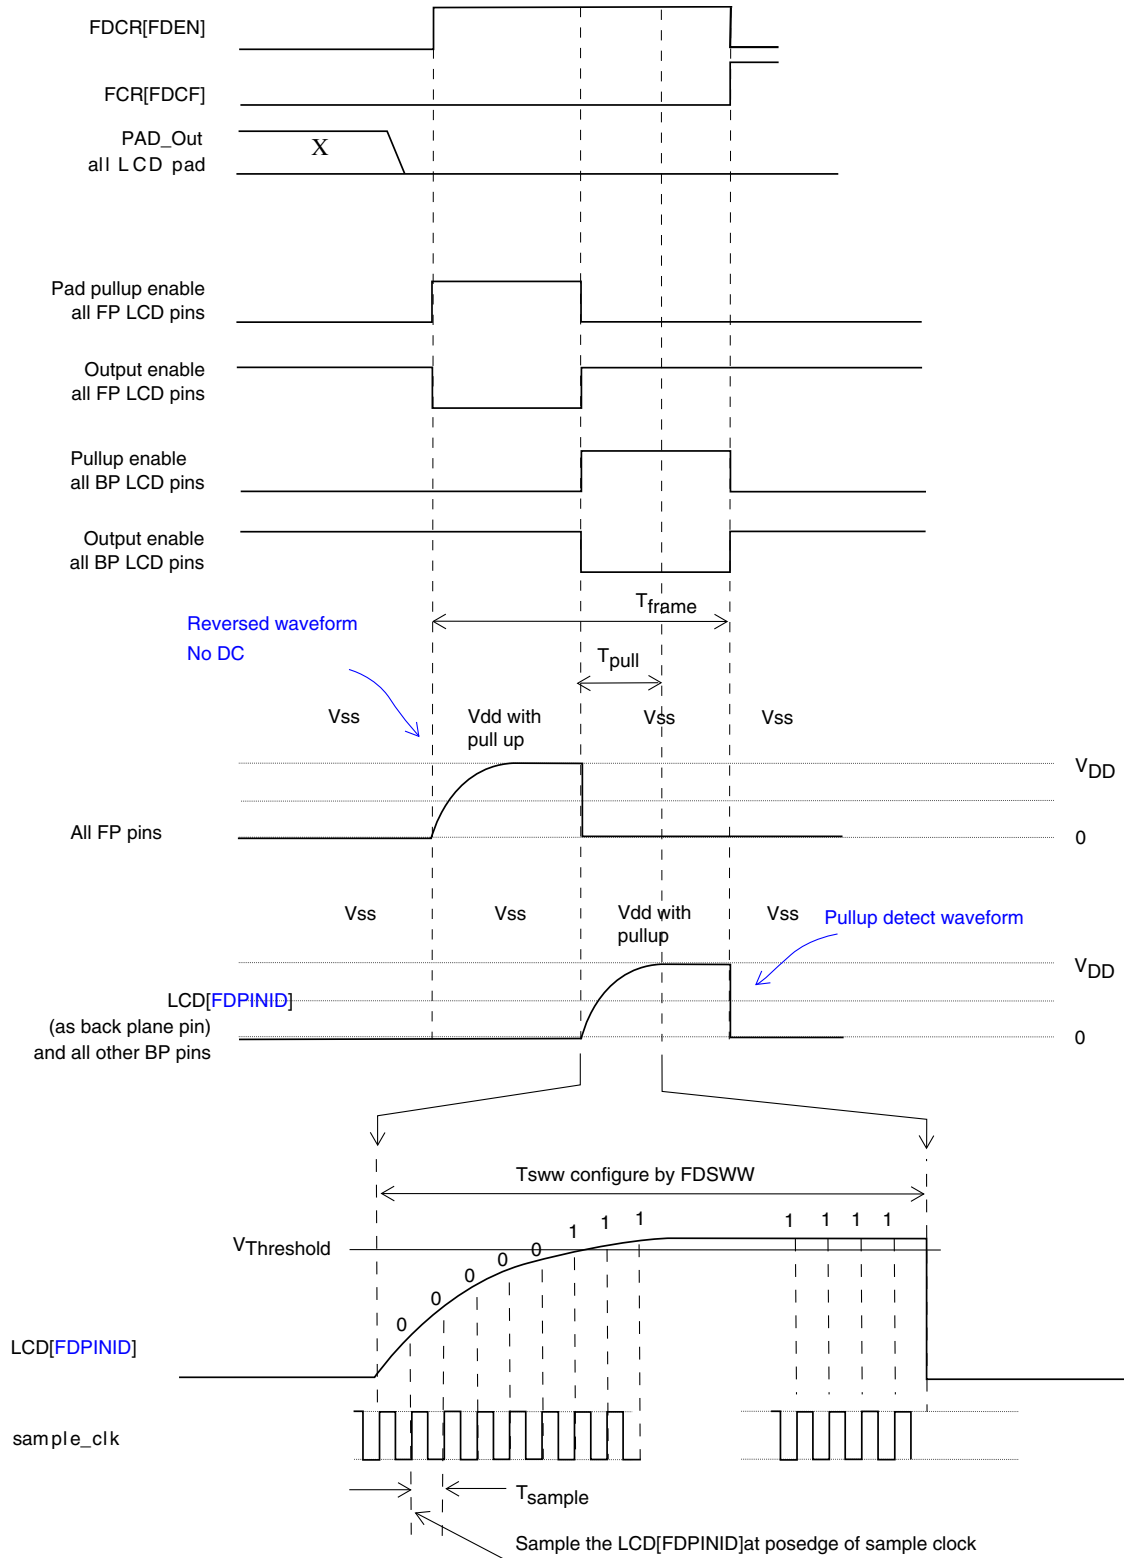 FDCR[FDEN]
FCR[FDCF]
PAD_Out
all LCD pad
X
Pad pullup enable
all FP LCD pins
Output enable
all FP LCD pins
Pullup enable
all BP LCD pins
Output enable
all BP LCD pins
Tframe
Reversed waveform
No DC
Tpull
Vss
Vdd with
pull up
Vss
Vss
VDD
All FP pins
0
Vss
Vss
Vdd with
pullup
Vss
Pullup detect waveform
VDD
LCD[FDPINID]
(as back plane pin)
and all other BP pins
0
Tsww configure by FDSWW
VThreshold
0 0 0 0 0 1 1 1 1 1 1 1
LCD[FDPINID]
sample_clk
Tsample
Sample the LCD[FDPINID]at posedge of sample clock